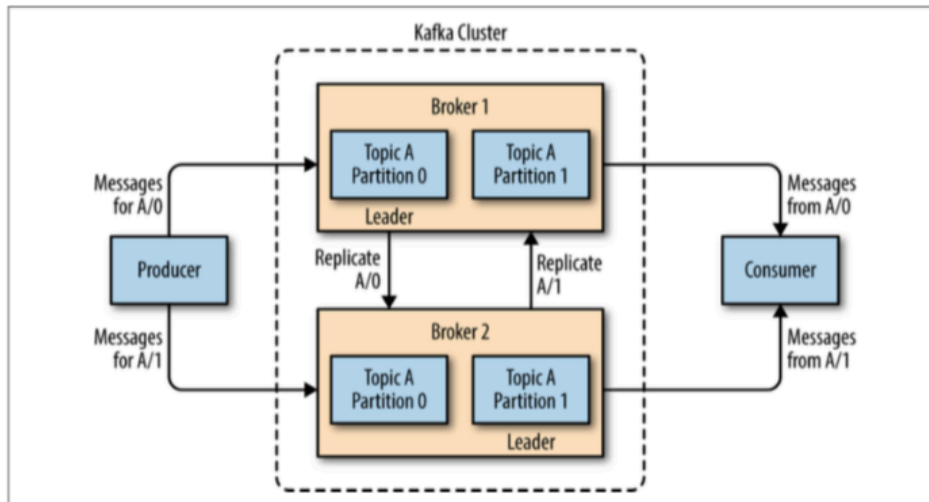 Kafka Cluster
Broker 1
Topic A
Partition 0
Topic A
Partition 1
Leader
Messages
for A/0
Messages
from A/0
Producer
Replicate
A/0
Replicate
A/1
Consumer
Messages
for A/1
Messages
from A/1
Broker 2
Topic A
Partition 0
Topic A
Partition 1
Leader